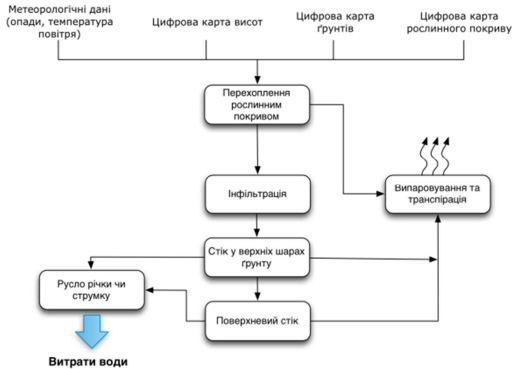 Метеорологічні дані
(опади, температура
повітря)
Цифрова карта висот
Цифрова карта
ґрунтів
Цифрова карта
рослинного покриву
Перехоплення
рослинним
покривом
Інфільтрація
Випаровування та
транспірація
Стік у верхніх шарах
ґрунту
Русло річки чи
струмку
Поверхневий стік
Витрати води